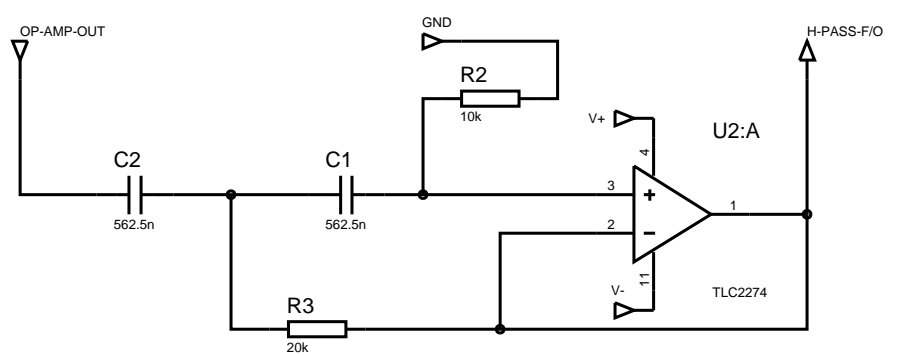 OP-AMP-OUT
GND
H-PASS-F/O
R2
10k
V+
4
U2:A
C2
562.5n
C1
562.5n
3
+
1
2
−
11
V-
TLC2274
R3
20k